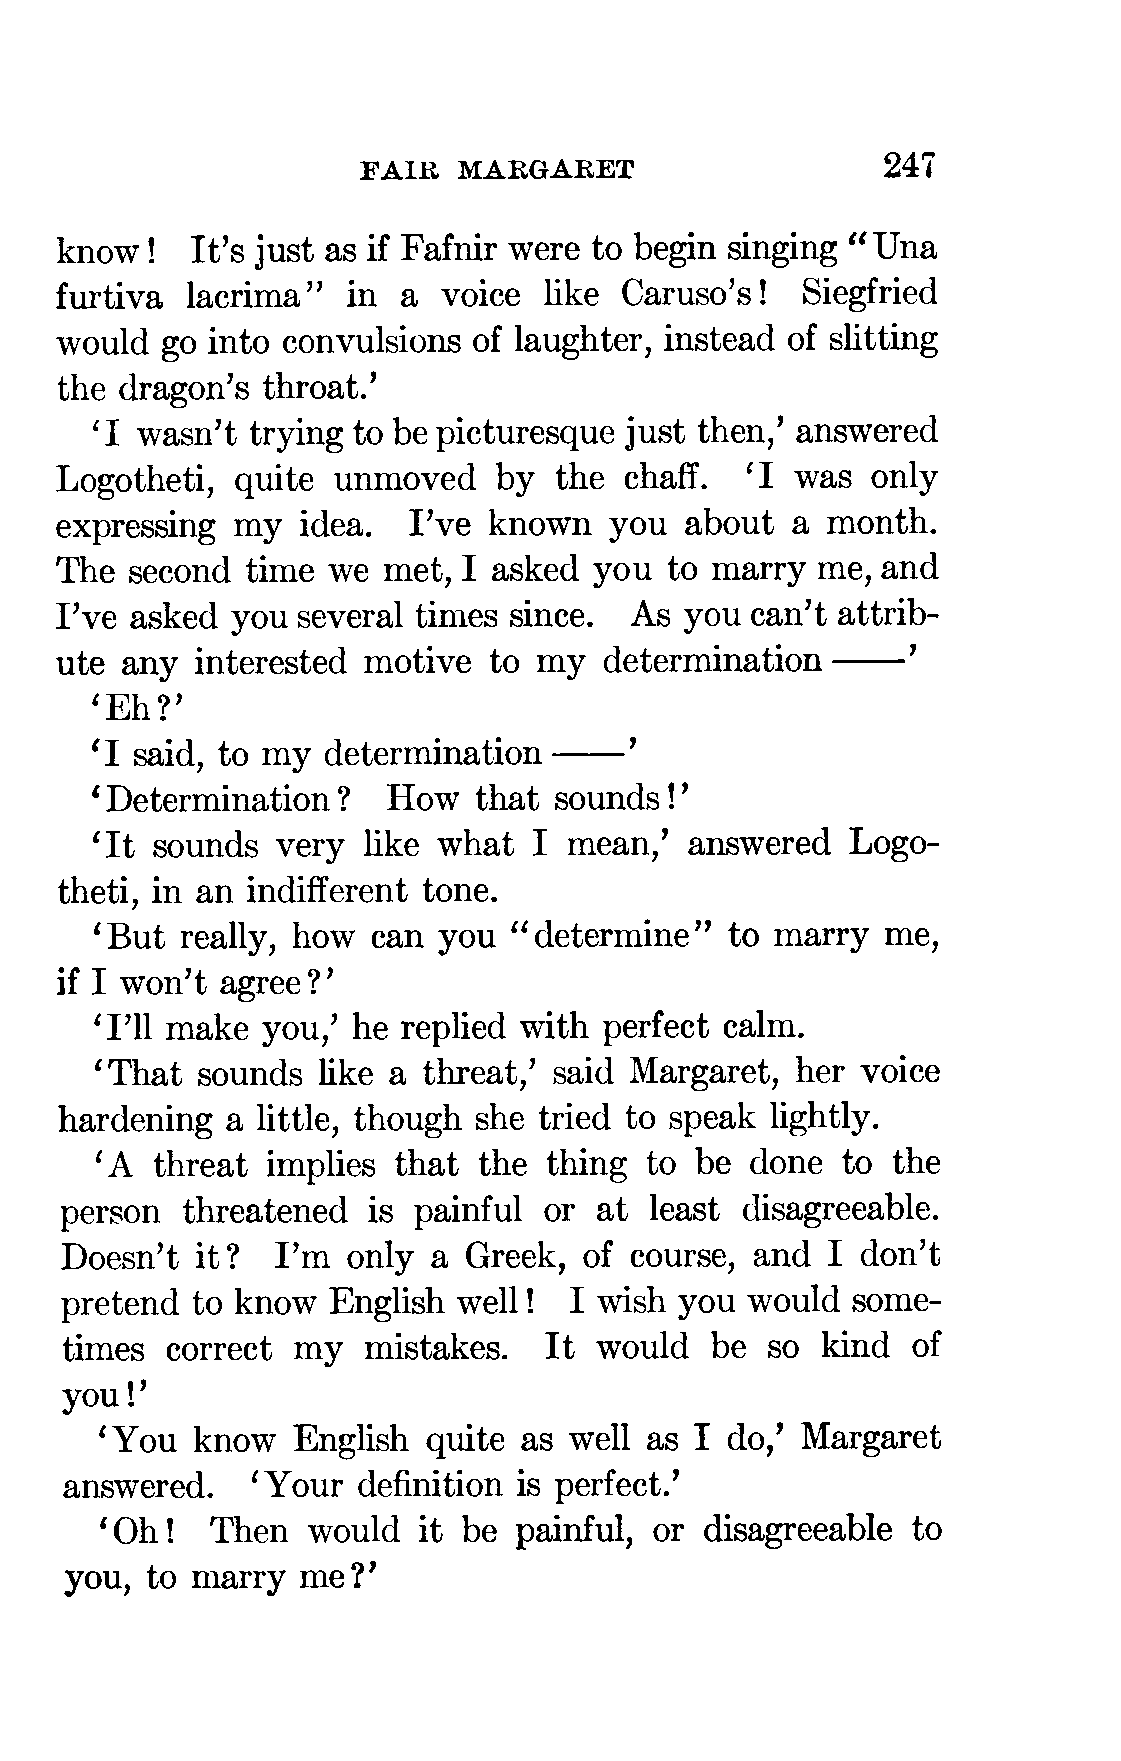 FAIR MARGARET 247
know! It's just as if Fafnir were to begin singing "Una
furtiva lacrima" in a voice like Caruso's! Siegfried
would go into convulsions of laughter, instead of slitting
the dragon's throat.'
'I wasn't trying to be picturesque just then,' answered
Logotheti, quite unmoved by the chaff. 'I was only
expressing my idea. I've known you about a month.
The second time we met, I asked you to marry me, and
I've asked you several times since. As you can't attrib-
ute any interested motive to my determination ——'
'Eh?'
'I said, to my determination ——'
'Determination? How that sounds!'
'It sounds very like what I mean,' answered Logo-
theti, in an indifferent tone.
'But really, how can you "determine" to marry me,
if I won't agree?'
'I'll make you,' he replied with perfect calm.
'That sounds like a threat,' said Margaret, her voice
hardening a little, though she tried to speak lightly.
'A threat implies that the thing to be done to the
person threatened is painful or at least disagreeable.
Doesn't it? I'm only a Greek, of course, and I don't
pretend to know English well! I wish you would some-
times correct my mistakes. It would be so kind of
you!'
'You know English quite as well as I do,' Margaret
answered. 'Your definition is perfect.'
'Oh! Then would it be painful, or disagreeable to
you, to marry me?'